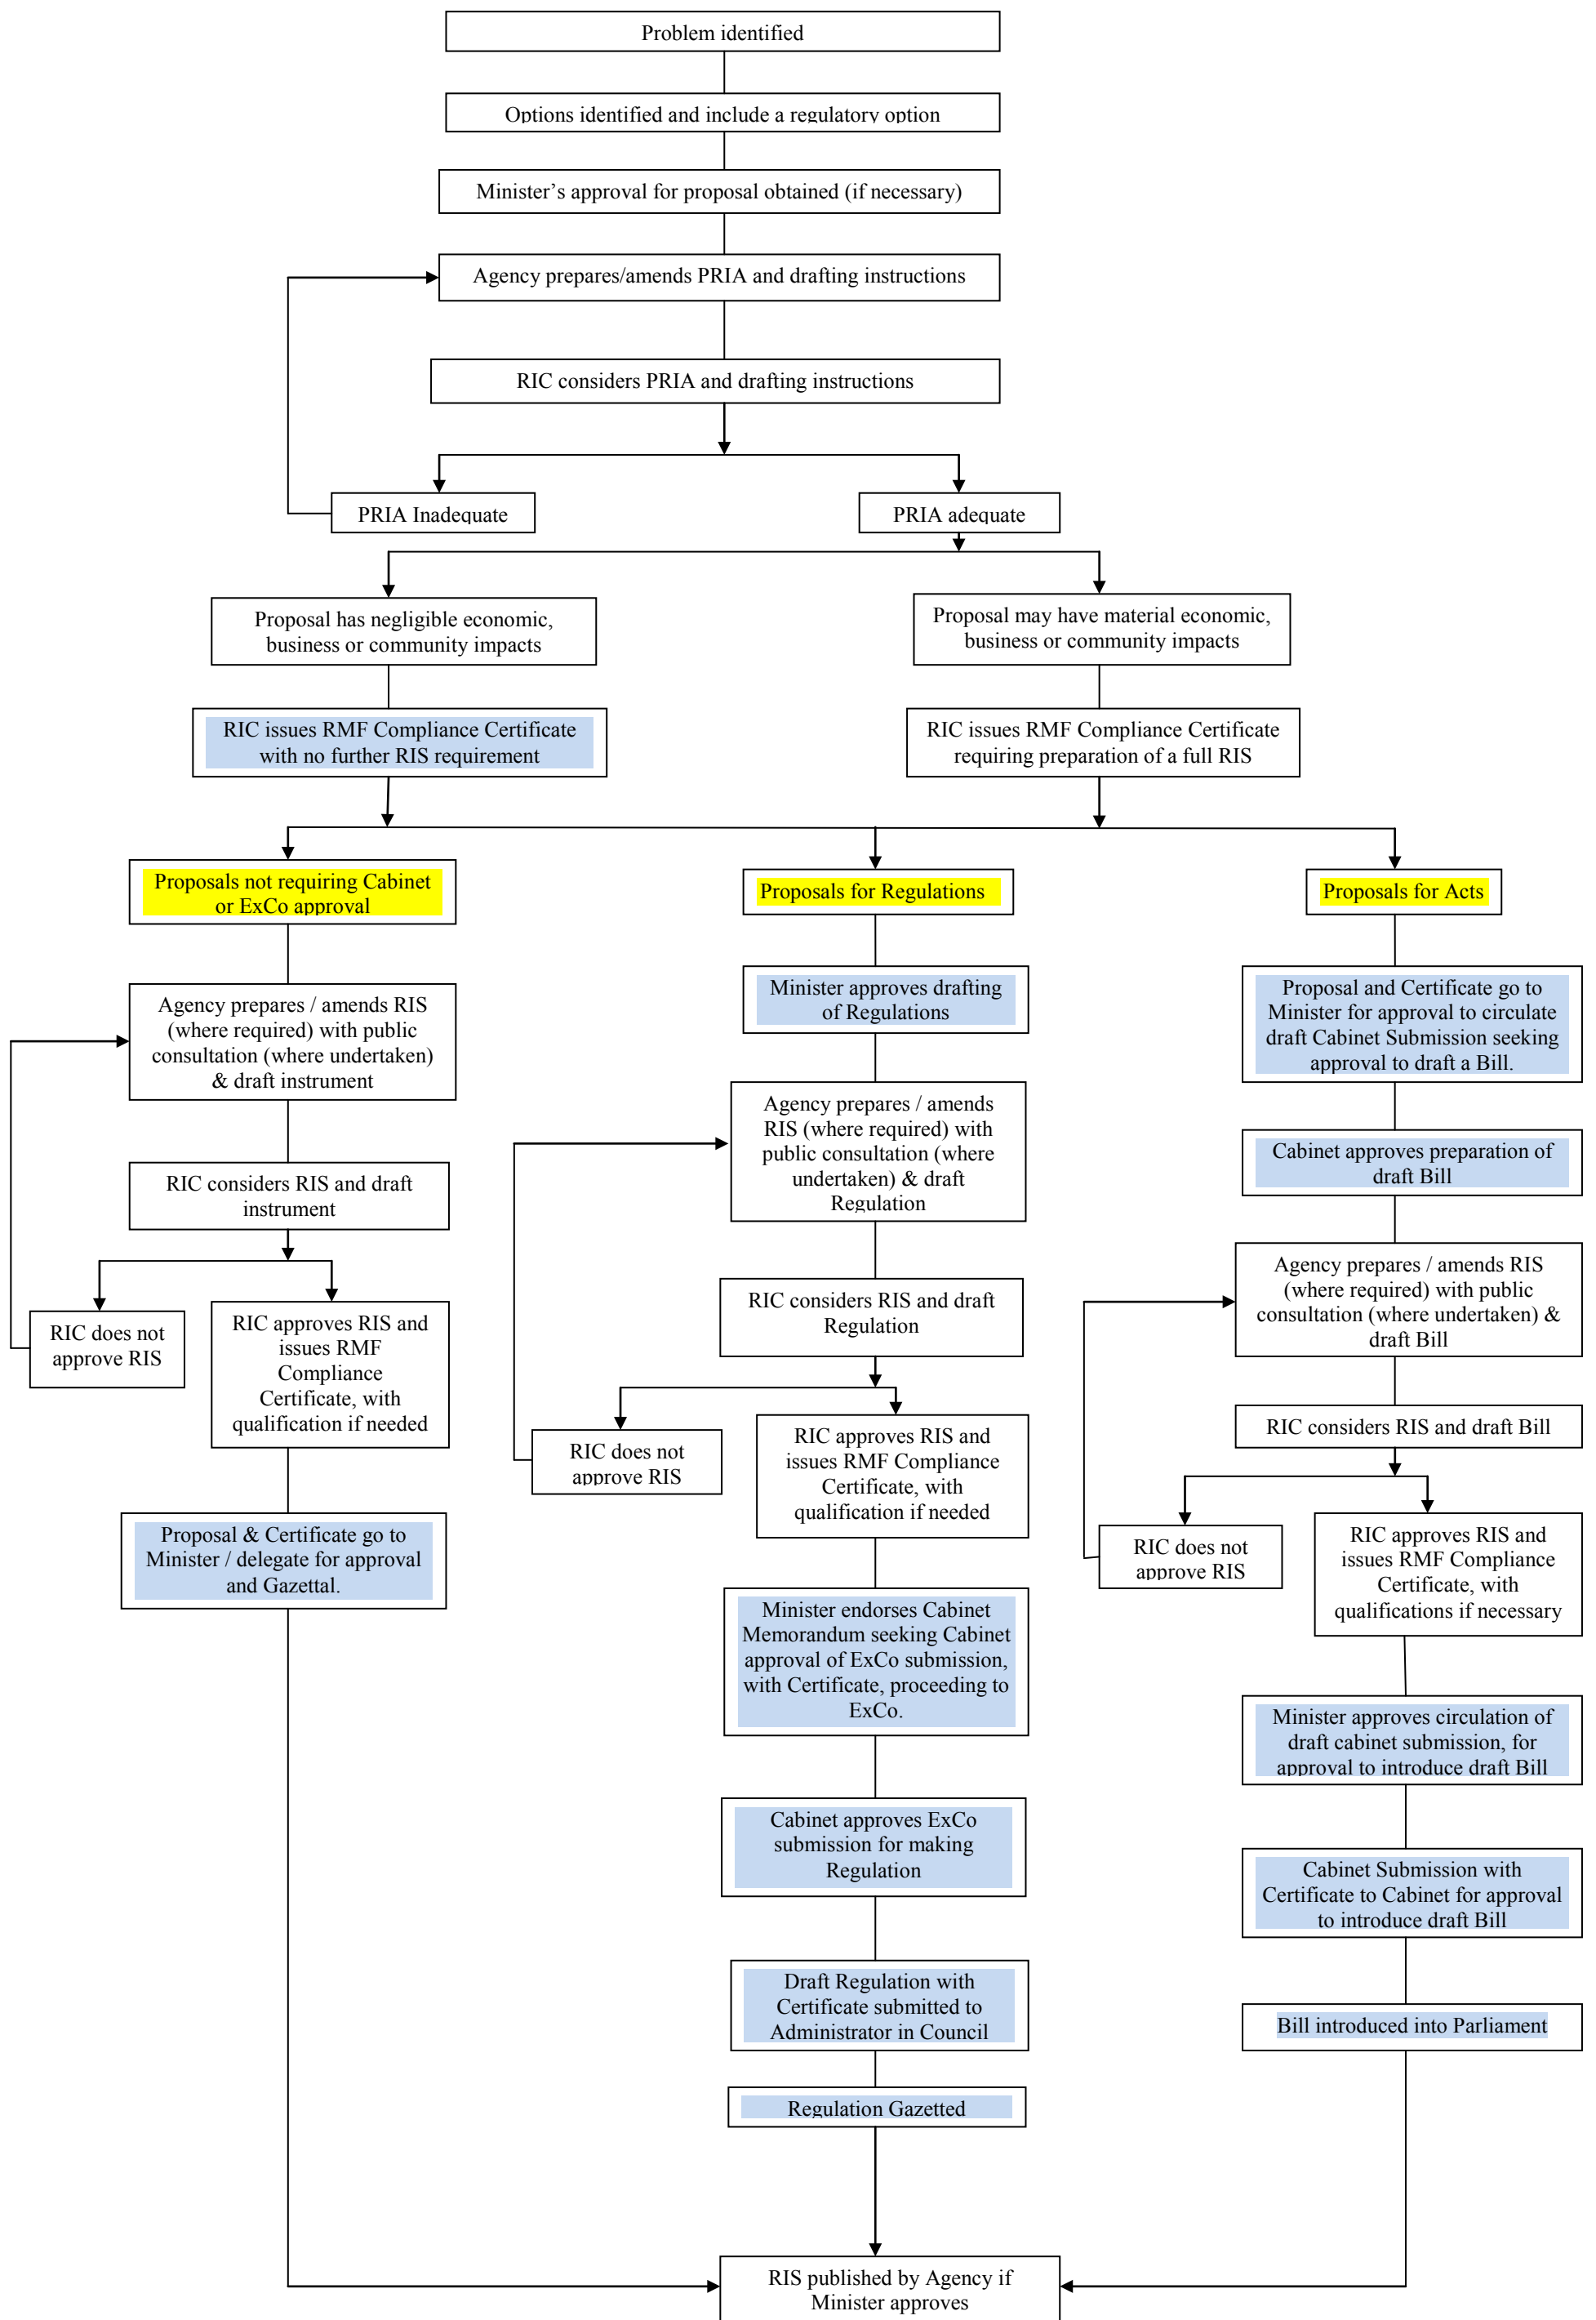 Problem identified
Options identified and include a regulatory option
Minister’s approval for proposal obtained (if necessary)
Agency prepares/amends PRIA and drafting instructions
RIC considers PRIA and drafting instructions
PRIA Inadequate
PRIA adequate
Proposal has negligible economic,
business or community impacts
Proposal may have material economic,
business or community impacts
RIC issues RMF Compliance Certificate
with no further RIS requirement
RIC issues RMF Compliance Certificate
requiring preparation of a full RIS
Proposals not requiring Cabinet
or ExCo approval
Proposals for Regulations
Proposals for Acts
Agency prepares / amends RIS
(where required) with public
consultation (where undertaken)
& draft instrument
RIC considers RIS and draft
instrument
RIC does not
approve RIS
RIC approves RIS and
issues RMF
Compliance
Certificate, with
qualification if needed
Proposal & Certificate go to
Minister / delegate for approval
and Gazettal.
Minister approves drafting
of Regulations
Agency prepares / amends
RIS (where required) with
public consultation (where
undertaken) & draft
Regulation
RIC considers RIS and draft
Regulation
RIC does not
approve RIS
RIC approves RIS and
issues RMF Compliance
Certificate, with
qualification if needed
Minister endorses Cabinet
Memorandum seeking Cabinet
approval of ExCo submission,
with Certificate, proceeding to
ExCo.
Cabinet approves ExCo
submission for making
Regulation
Draft Regulation with
Certificate submitted to
Administrator in Council
Regulation Gazetted
Proposal and Certificate go to
Minister for approval to circulate
draft Cabinet Submission seeking
approval to draft a Bill.
Cabinet approves preparation of
draft Bill
Agency prepares / amends RIS
(where required) with public
consultation (where undertaken) &
draft Bill
RIC considers RIS and draft Bill
RIC does not
approve RIS
RIC approves RIS and
issues RMF Compliance
Certificate, with
qualifications if necessary
Minister approves circulation of
draft cabinet submission, for
approval to introduce draft Bill
Cabinet Submission with
Certificate to Cabinet for approval
to introduce draft Bill
Bill introduced into Parliament
RIS published by Agency if
Minister approves